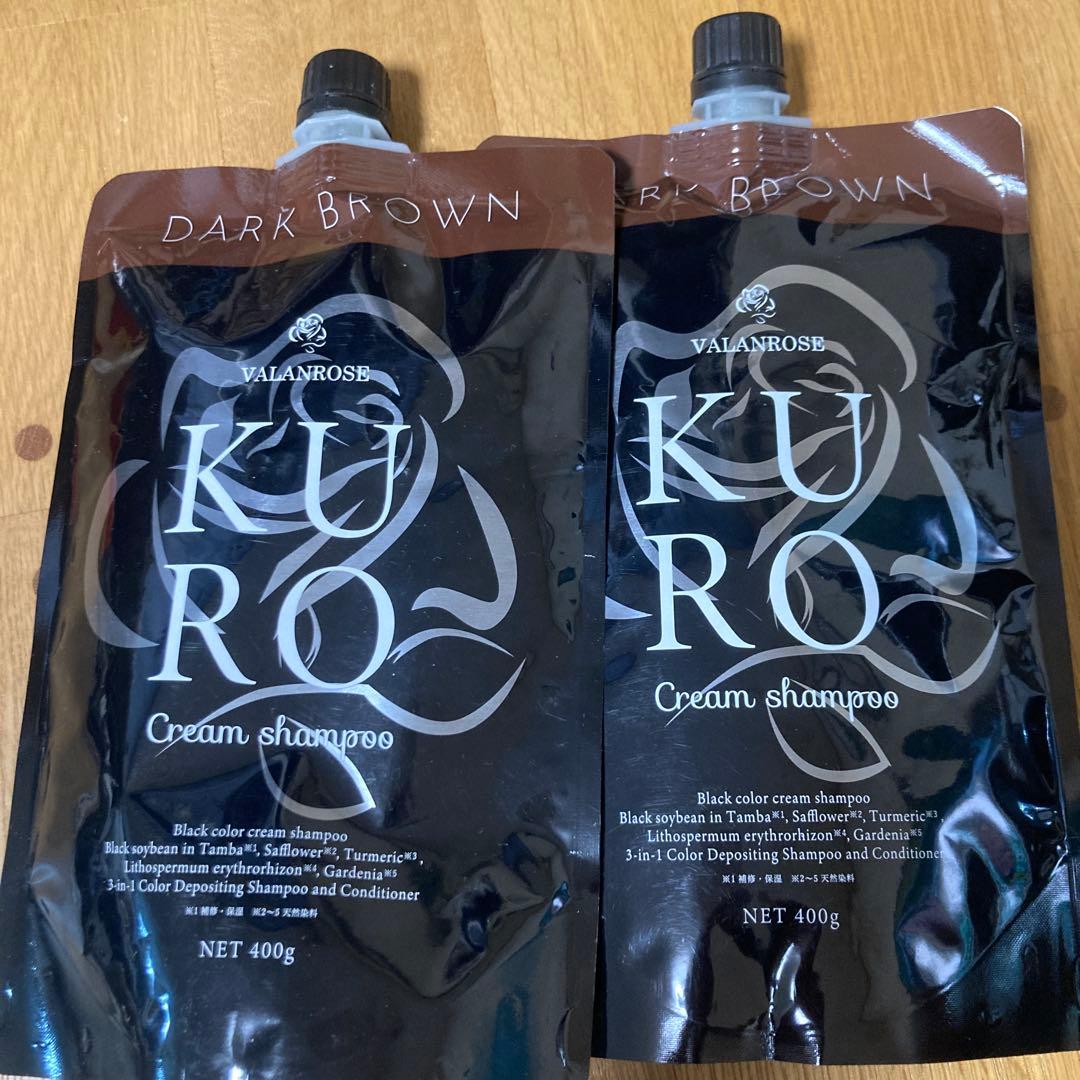 DARK BROWN
VALANROSE
KU
RO
Cream shampoo
Black color cream shampoo
Black soybean in Tamba※1, Safflower※2, Turmeric※3,
Lithospermum erythrorhizon※4, Gardenia※5
3-in-1 Color Depositing Shampoo and Conditioner
※1 補修・保湿 ※2~5 天然染料
NET 400g
ARK BROWN
VALANROSE
KU
RO
Cream shampoo
Black color cream shampoo
Black soybean in Tamba※1, Safflower※2, Turmeric※3,
Lithospermum erythrorhizon※4, Gardenia※5
3-in-1 Color Depositing Shampoo and Conditioner
※1 補修・保湿 ※2~5 天然染料
NET 400g